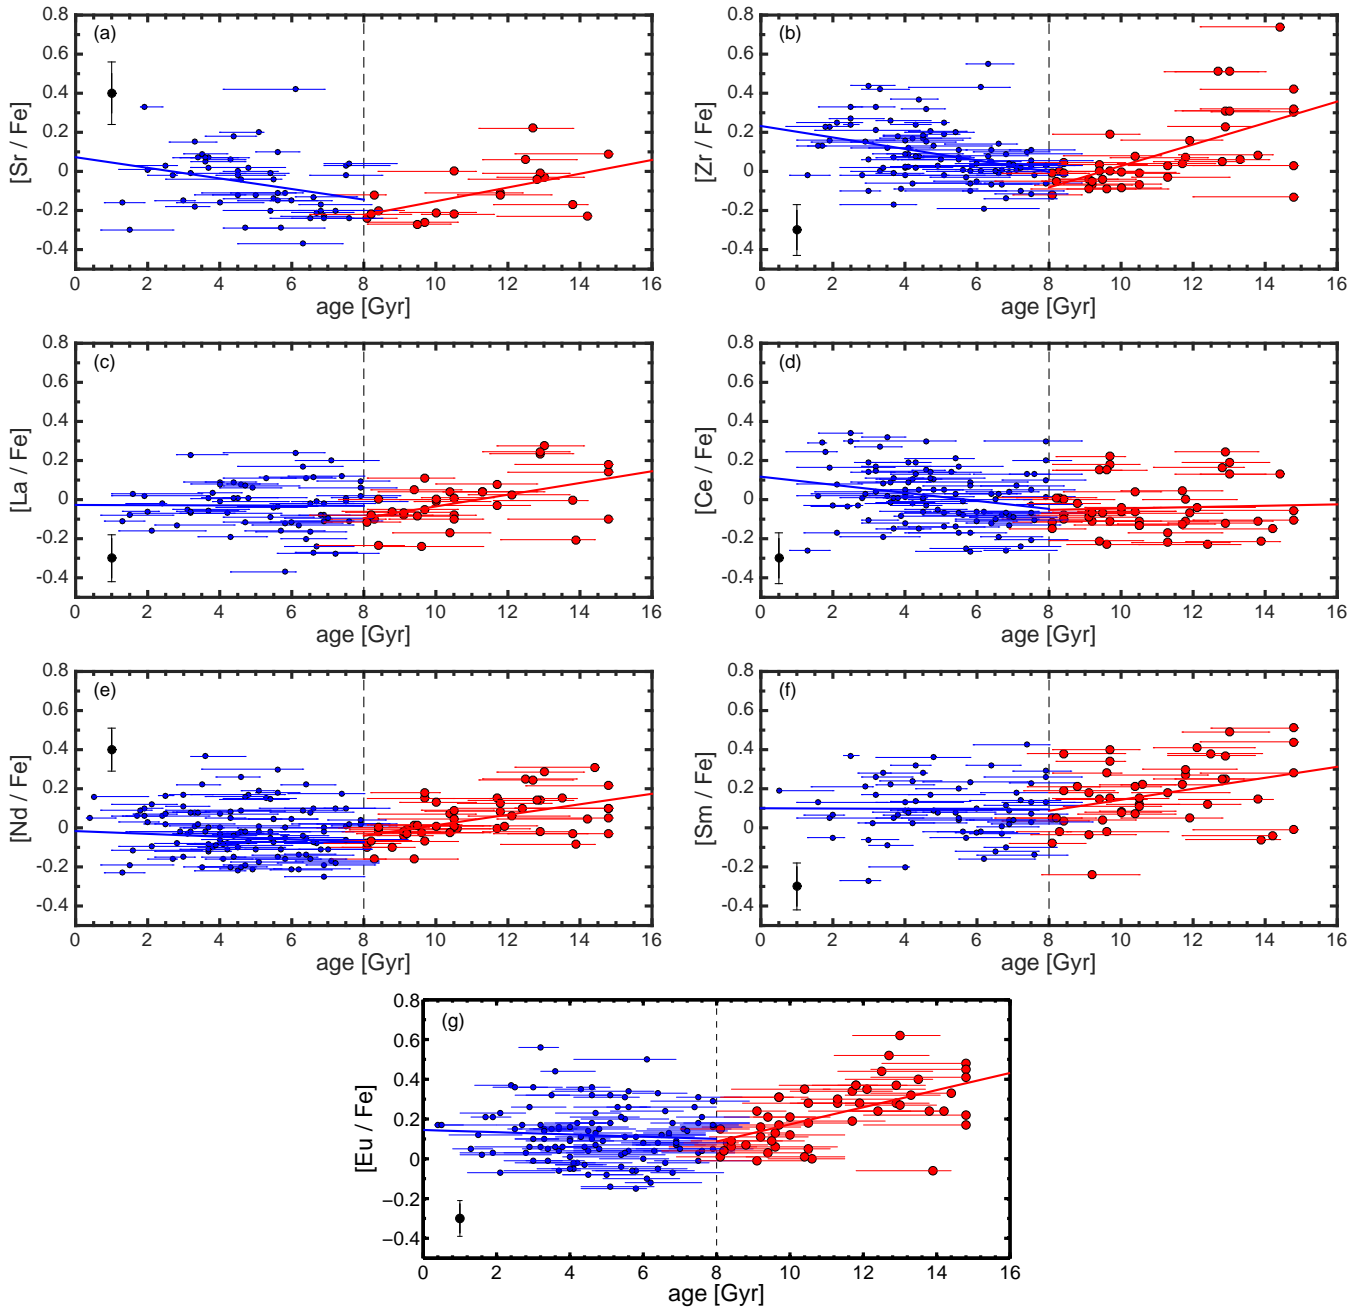 (a)
[Sr / Fe]
0.8
0.6
0.4
0.2
0
-0.2
-0.4
0 2 4 6 8 10 12 14 16
age [Gyr]
(b)
[Zr / Fe]
0.8
0.6
0.4
0.2
0
-0.2
-0.4
0 2 4 6 8 10 12 14 16
age [Gyr]
(c)
[La / Fe]
0.8
0.6
0.4
0.2
0
-0.2
-0.4
0 2 4 6 8 10 12 14 16
age [Gyr]
(d)
[Ce / Fe]
0.8
0.6
0.4
0.2
0
-0.2
-0.4
0 2 4 6 8 10 12 14 16
age [Gyr]
(e)
[Nd / Fe]
0.8
0.6
0.4
0.2
0
-0.2
-0.4
0 2 4 6 8 10 12 14 16
age [Gyr]
(f)
[Sm / Fe]
0.8
0.6
0.4
0.2
0
-0.2
-0.4
0 2 4 6 8 10 12 14 16
age [Gyr]
(g)
[Eu / Fe]
0.8
0.6
0.4
0.2
0
−0.2
−0.4
0 2 4 6 8 10 12 14 16
age [Gyr]